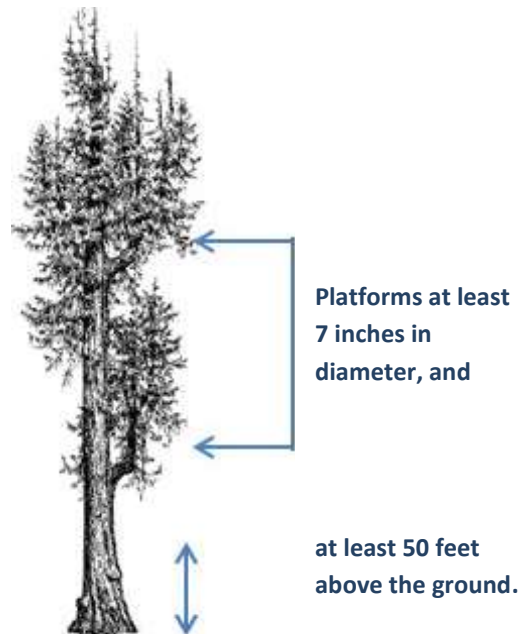 Platforms at least
7 inches in
diameter, and
at least 50 feet
above the ground.